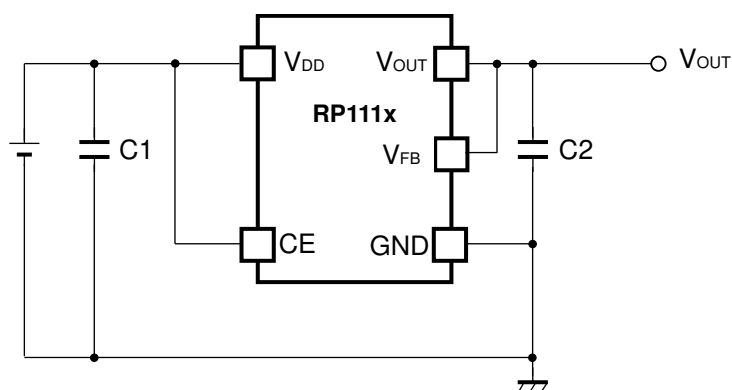 VDD
VOUT
VOUT
RP111x
C1
VFB
C2
CE
GND